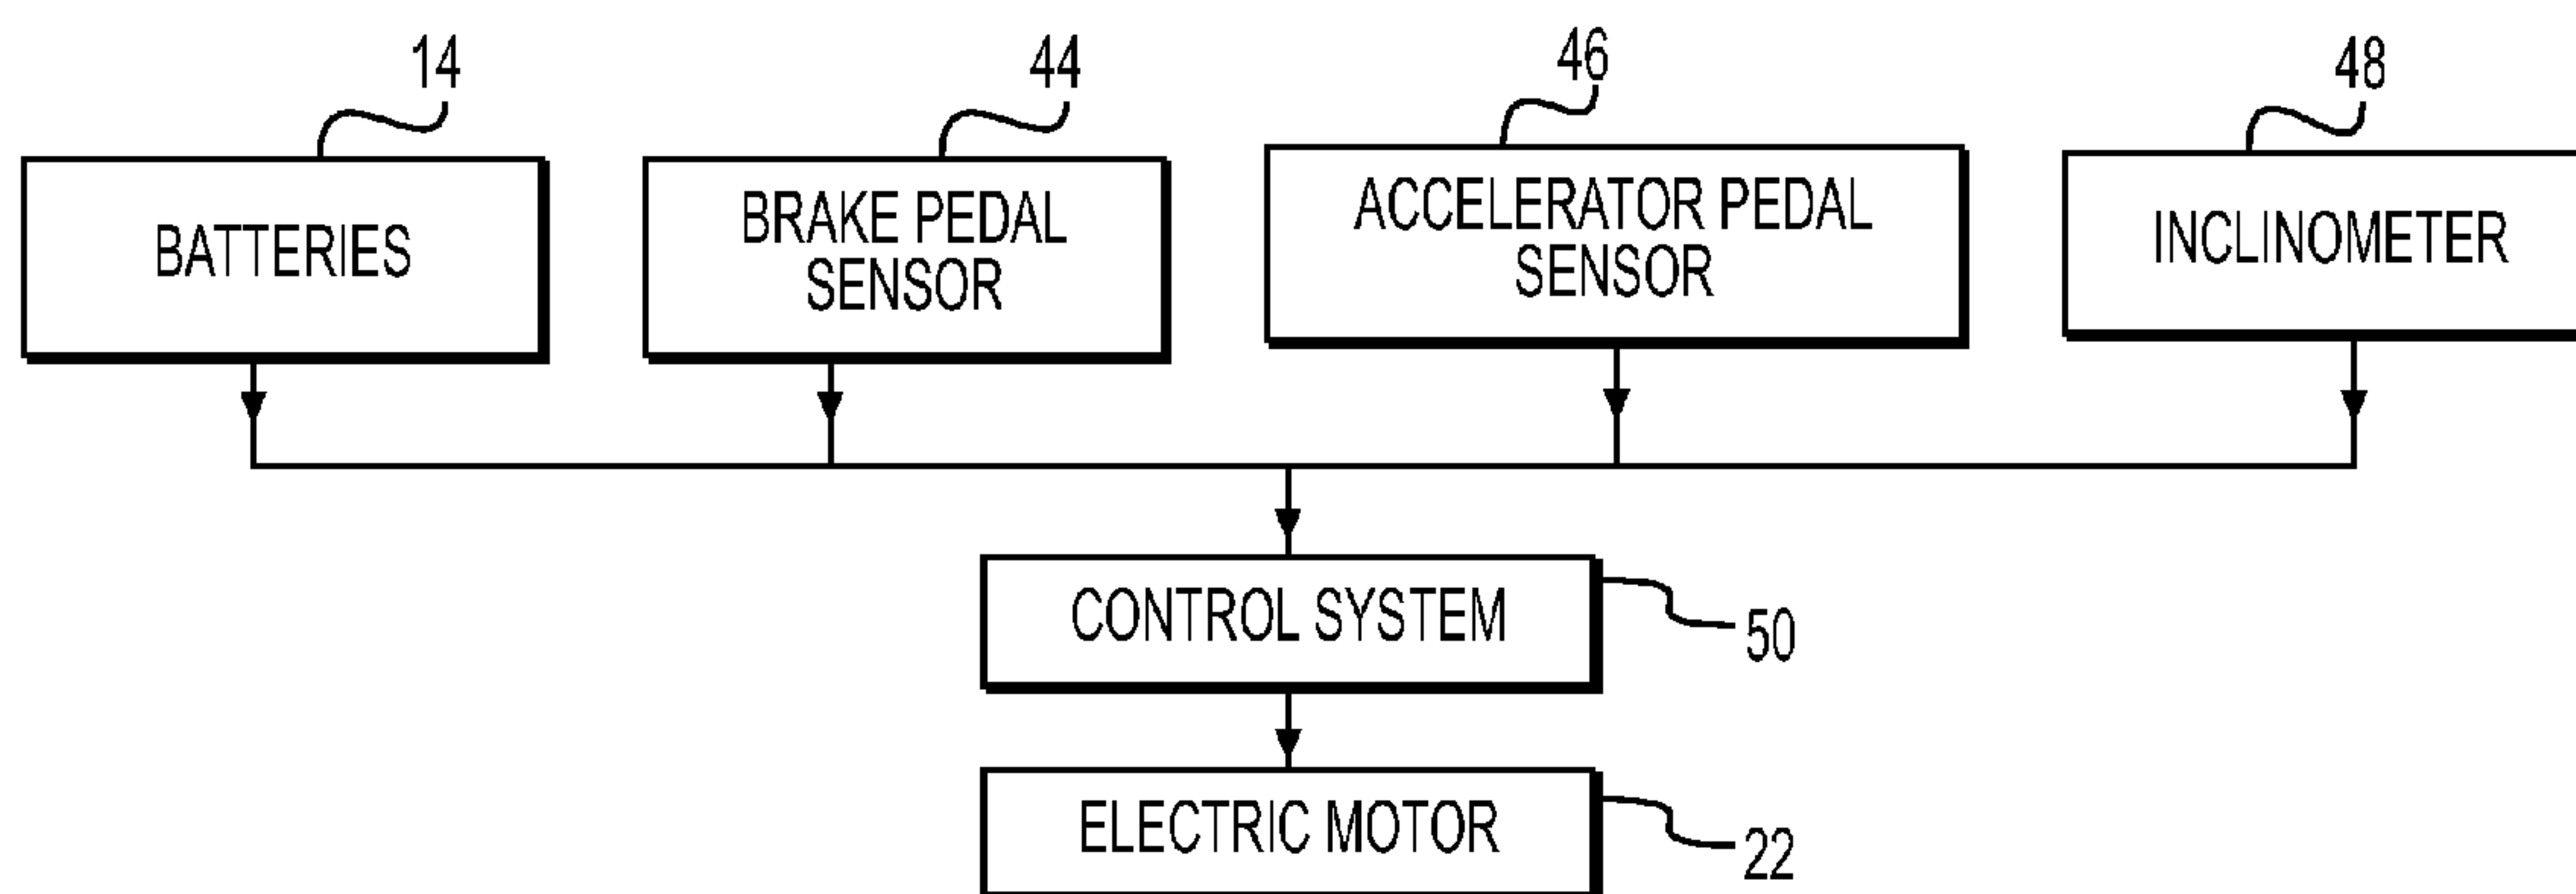 14
44
46
48
BATTERIES
BRAKE PEDAL
SENSOR
ACCELERATOR PEDAL
SENSOR
INCLINOMETER
CONTROL SYSTEM
50
ELECTRIC MOTOR
22